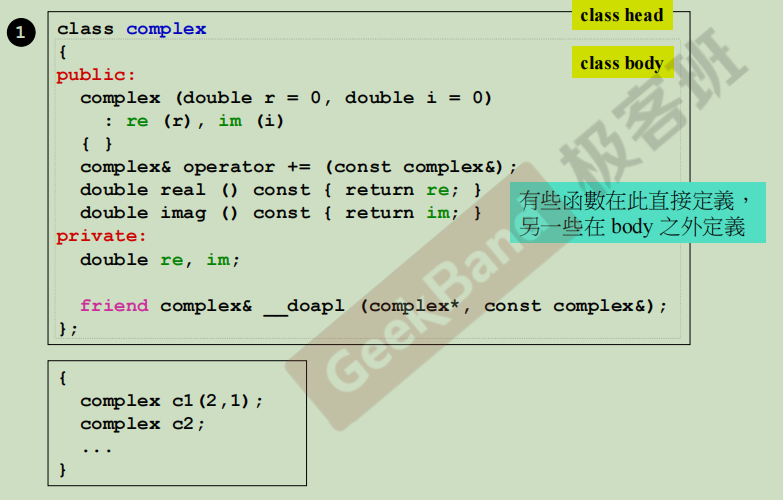 1
class head
class complex
{
class body
public:
complex (double r = 0, double i = 0)
: re (r), im (i)
{ }
complex& operator += (const complex&);
double real () const { return re; }
double imag () const { return im; }
有些函數在此直接定義，
另一些在 body 之外定義
private:
double re, im;
friend complex& __doapl (complex*, const complex&);
};
GeekBand 极客班
{
complex c1(2,1);
complex c2;
...
}